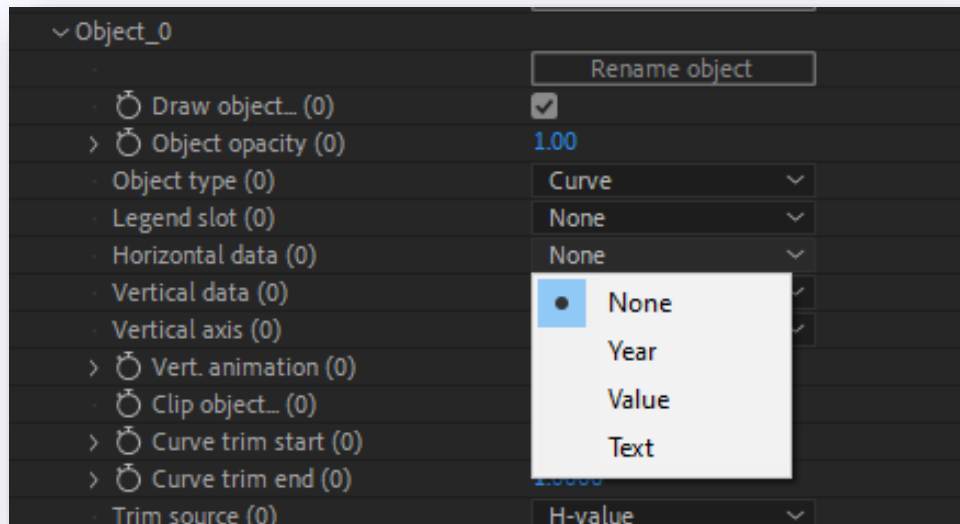 Object_0
Rename object
Draw object... (0)
Object opacity (0) 1.00
Object type (0) Curve
Legend slot (0) None
Horizontal data (0) None
Vertical data (0) None
Vertical axis (0) Year
Vert. animation (0)
Clip object... (0) Value
Curve trim start (0) Text
Curve trim end (0) 1.0000
Trim source (0) H-value